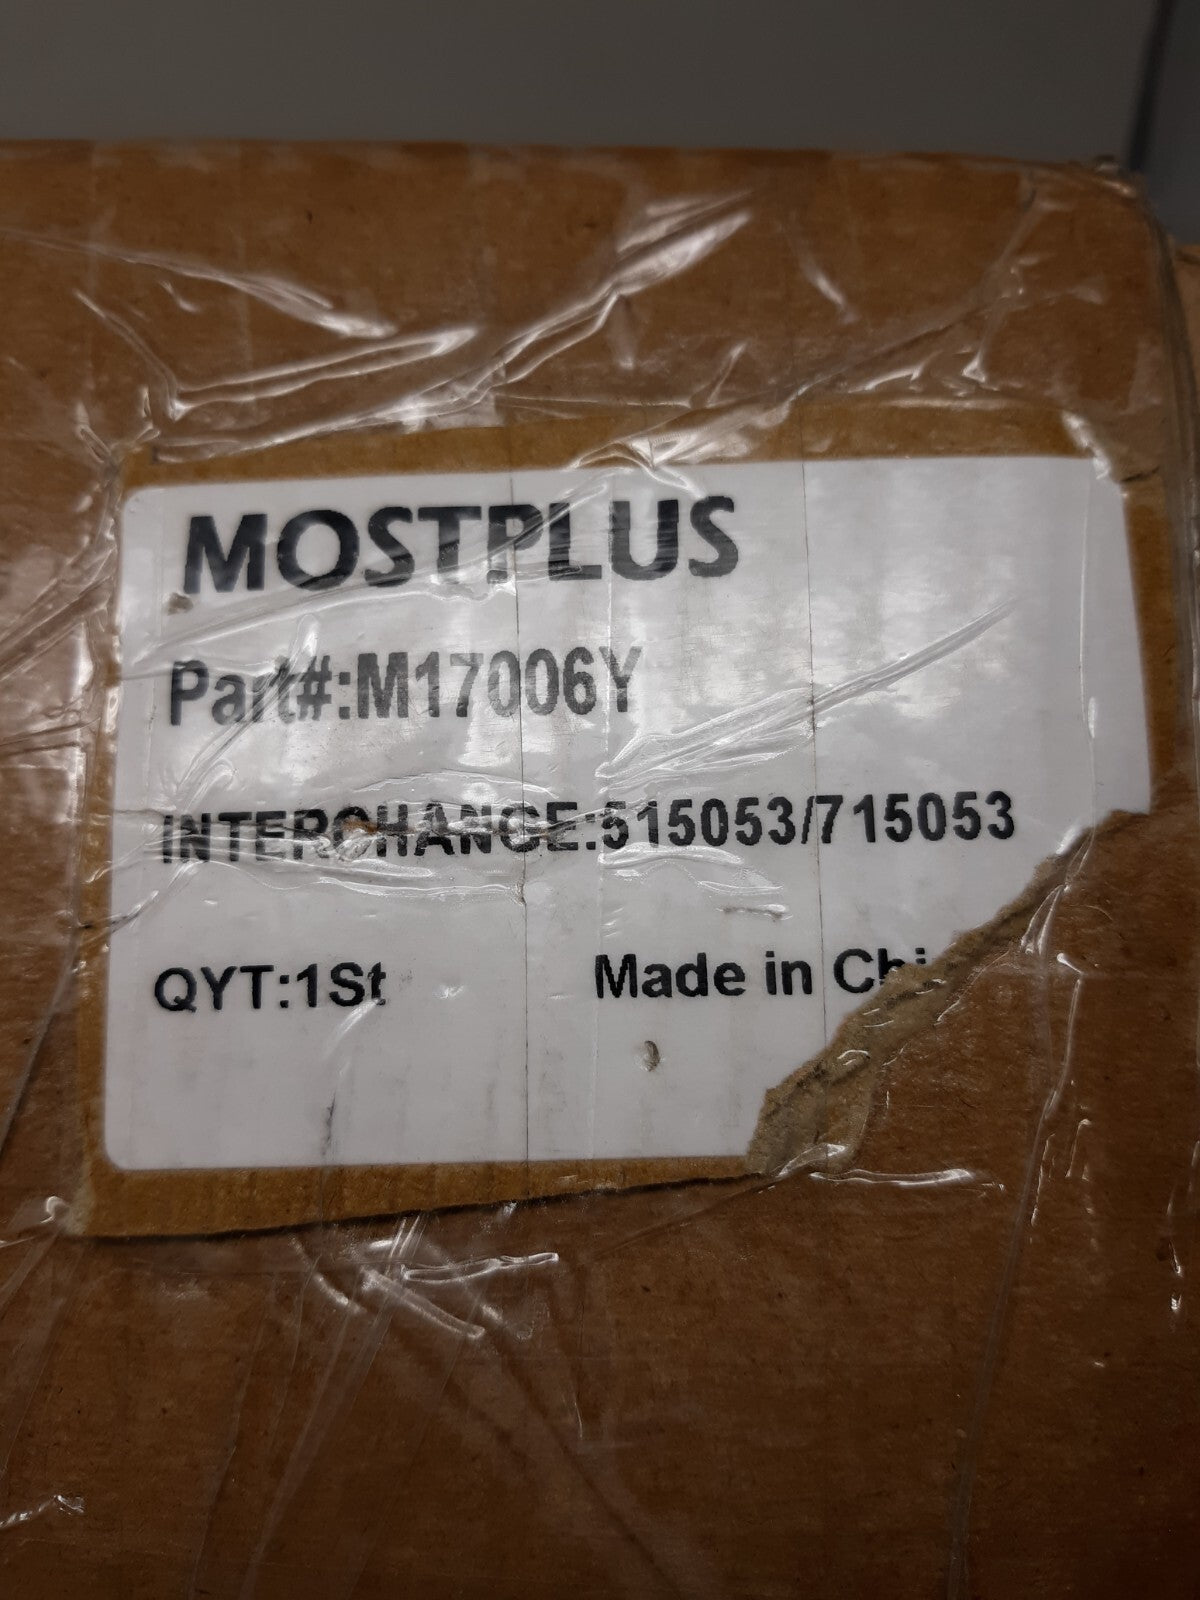 MOSTPLUS
Part#:M17006Y
INTERCHANGE:515053/715053
QYT:1St
Made in Chi